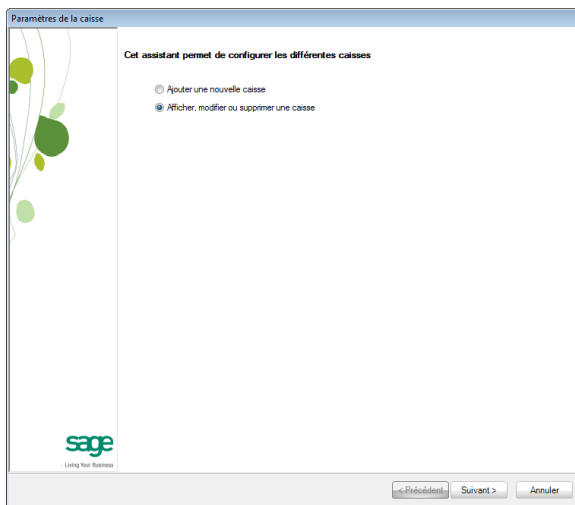 Paramètres de la caisse
Cet assistant permet de configurer les différentes caisses
Ajouter une nouvelle caisse
Afficher, modifier ou supprimer une caisse
sage
Living Your Business
< Précédent
Suivant >
Annuler